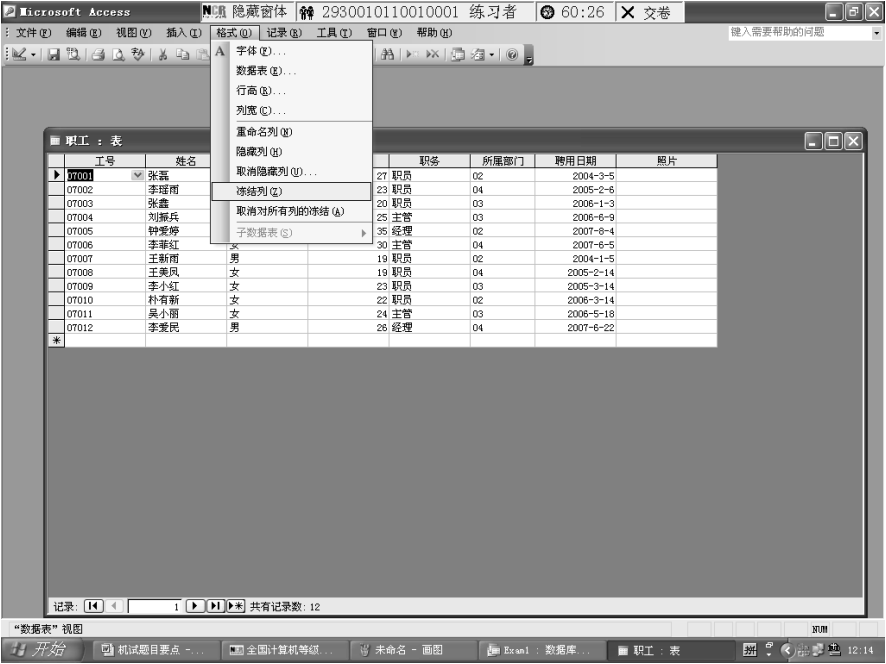 Microsoft Access
NCR 隐藏窗体 2930010110010001 练习者 60:26 交卷
文件(F) 编辑(E) 视图(V) 插入(I) 格式(O) 记录(R) 工具(T) 窗口(W) 帮助(H) 键入需要帮助的问题
字体(F)...
数据表(E)...
行高(R)...
列宽(C)...
重命名列(N)
隐藏列(H)
取消隐藏列(U)...
冻结列(Z)
取消对所有列的冻结(A)
子数据表(S)
职工 : 表
工号 姓名 职务 所属部门 聘用日期 照片
07001 张磊 27 职员 02 2004-3-5
07002 李瑶雨 23 职员 04 2005-2-6
07003 张鑫 20 职员 03 2006-1-3
07004 刘振兵 25 主管 03 2006-6-9
07005 钟爱婷 35 经理 02 2007-8-4
07006 李菲红 女 30 主管 04 2007-6-5
07007 王新雨 男 19 职员 02 2004-1-5
07008 王美凤 女 19 职员 04 2005-2-14
07009 李小红 女 23 职员 03 2005-3-14
07010 朴有新 女 22 职员 02 2006-3-14
07011 吴小丽 女 24 主管 03 2006-5-18
07012 李爱民 男 26 经理 04 2007-6-22
记录: 1 共有记录数: 12
“数据表”视图 NUM
开始 机试题目要点 -... 全国计算机等级... 未命名 - 画图 Exam1 : 数据库... 职工 : 表 拼 12:14